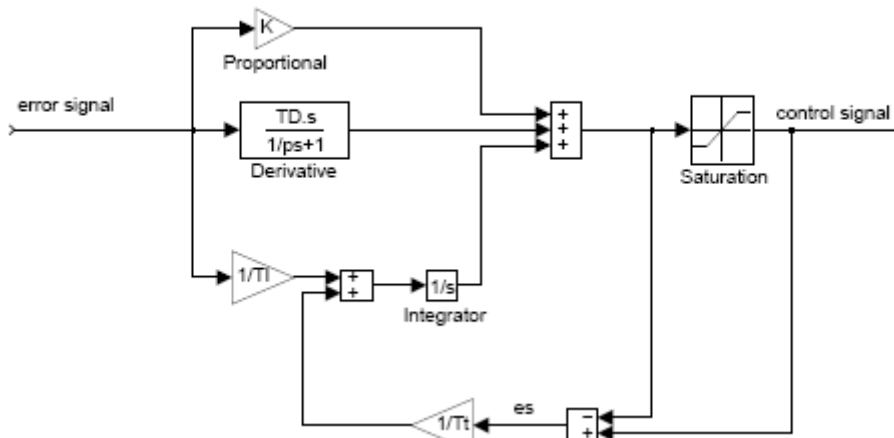 K
Proportional
error signal
TD.s
1/ps+1
Derivative
+
+
+
control signal
Saturation
1/TI
+
+
1/s
Integrator
1/Tt
es
−
+